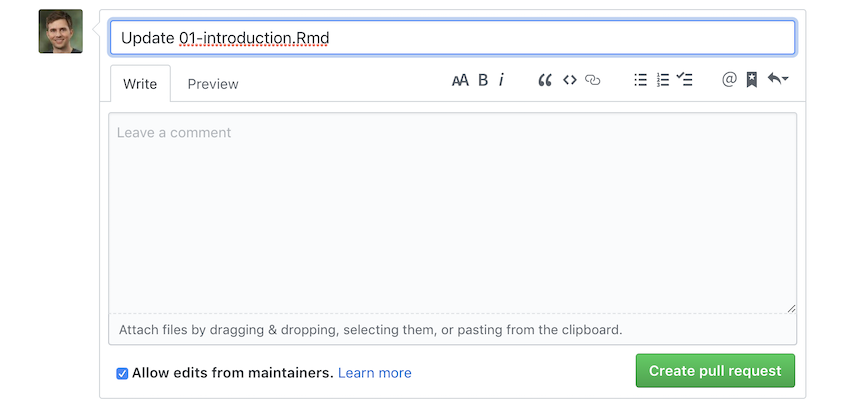 Update 01-introduction.Rmd
Write Preview AA B i @
Leave a comment
Attach files by dragging & dropping, selecting them, or pasting from the clipboard.
Allow edits from maintainers. Learn more Create pull request